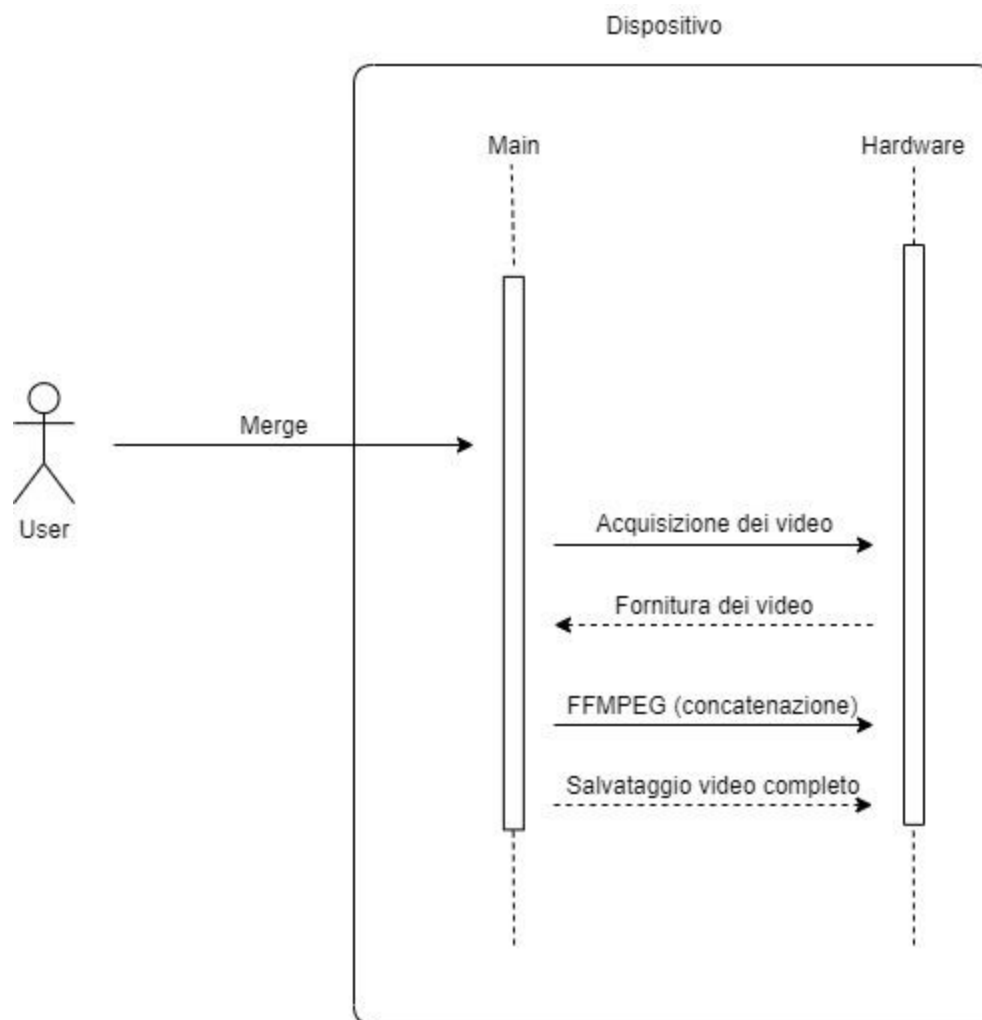 Dispositivo
Main
Hardware
Merge
User
Acquisizione dei video
Fornitura dei video
FFMPEG (concatenazione)
Salvataggio video completo